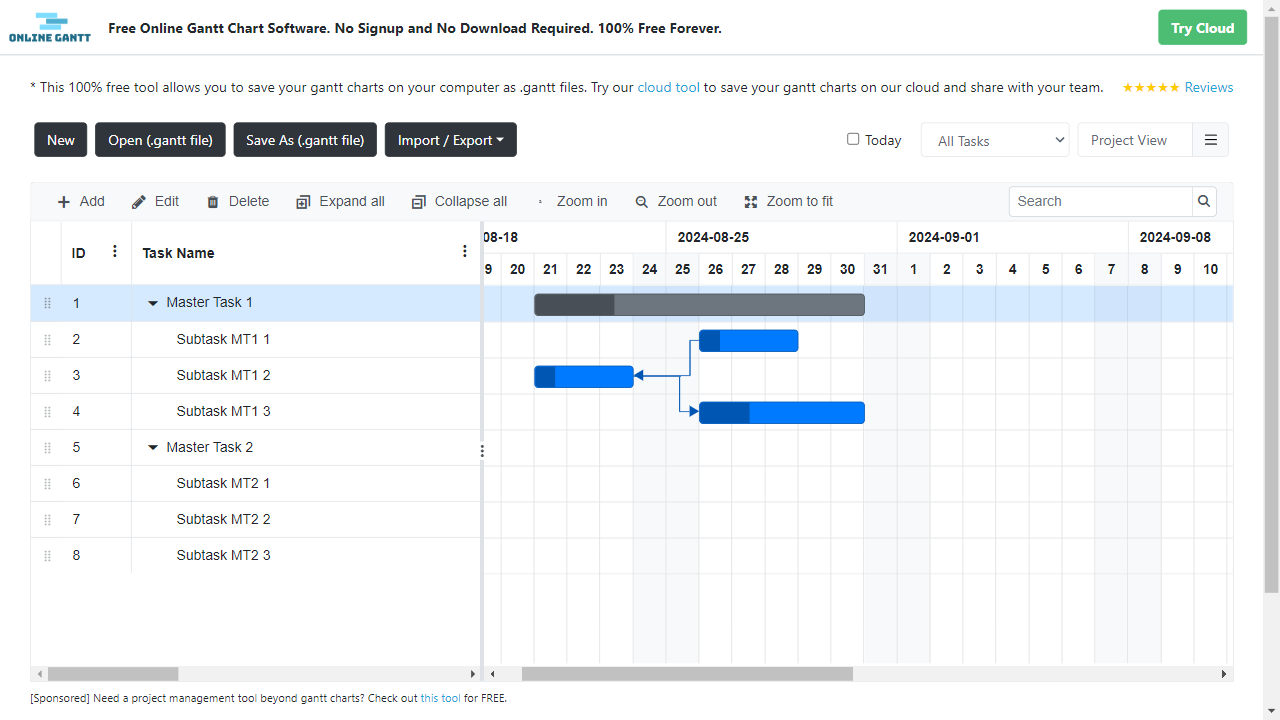 ONLINE GANTT
Free Online Gantt Chart Software. No Signup and No Download Required. 100% Free Forever.
Try Cloud
* This 100% free tool allows you to save your gantt charts on your computer as .gantt files. Try our cloud tool to save your gantt charts on our cloud and share with your team.
★★★★★ Reviews
New
Open (.gantt file)
Save As (.gantt file)
Import / Export
Today
All Tasks
Project View
Add
Edit
Delete
Expand all
Collapse all
Zoom in
Zoom out
Zoom to fit
Search
ID
Task Name
08-18
2024-08-25
2024-09-01
2024-09-08
9 20 21 22 23 24 25 26 27 28 29 30 31 1 2 3 4 5 6 7 8 9 10
1 Master Task 1
2 Subtask MT1 1
3 Subtask MT1 2
4 Subtask MT1 3
5 Master Task 2
6 Subtask MT2 1
7 Subtask MT2 2
8 Subtask MT2 3
[Sponsored] Need a project management tool beyond gantt charts? Check out this tool for FREE.